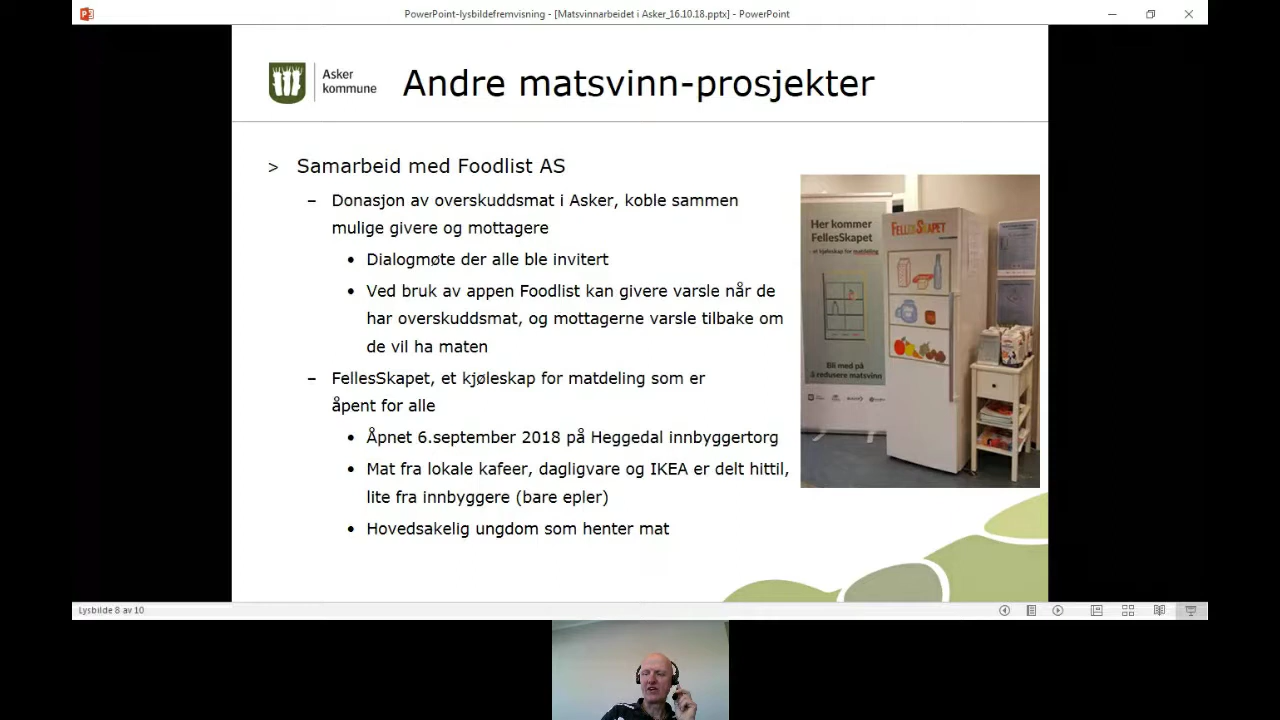 PowerPoint-lysbildefremvisning - [Matsvinnarbeidet i Asker_16.10.18.pptx] - PowerPoint
Asker
kommune
Andre matsvinn-prosjekter
> Samarbeid med Foodlist AS
– Donasjon av overskuddsmat i Asker, koble sammen
mulige givere og mottagere
• Dialogmøte der alle ble invitert
• Ved bruk av appen Foodlist kan givere varsle når de
har overskuddsmat, og mottagerne varsle tilbake om
de vil ha maten
– FellesSkapet, et kjøleskap for matdeling som er
åpent for alle
• Åpnet 6.september 2018 på Heggedal innbyggertorg
• Mat fra lokale kafeer, dagligvare og IKEA er delt hittil,
lite fra innbyggere (bare epler)
• Hovedsakelig ungdom som henter mat
Her kommer
FellesSkapet
- et kjøleskap for matdeling
Bli med på
å redusere matsvinn
FELLESSKAPET
Lysbilde 8 av 10